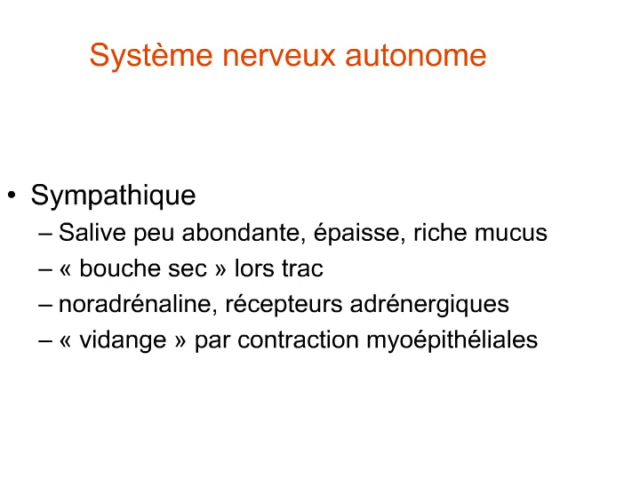 Système nerveux autonome
• Sympathique
– Salive peu abondante, épaisse, riche mucus
– « bouche sec » lors trac
– noradrénaline, récepteurs adrénergiques
– « vidange » par contraction myoépithéliales